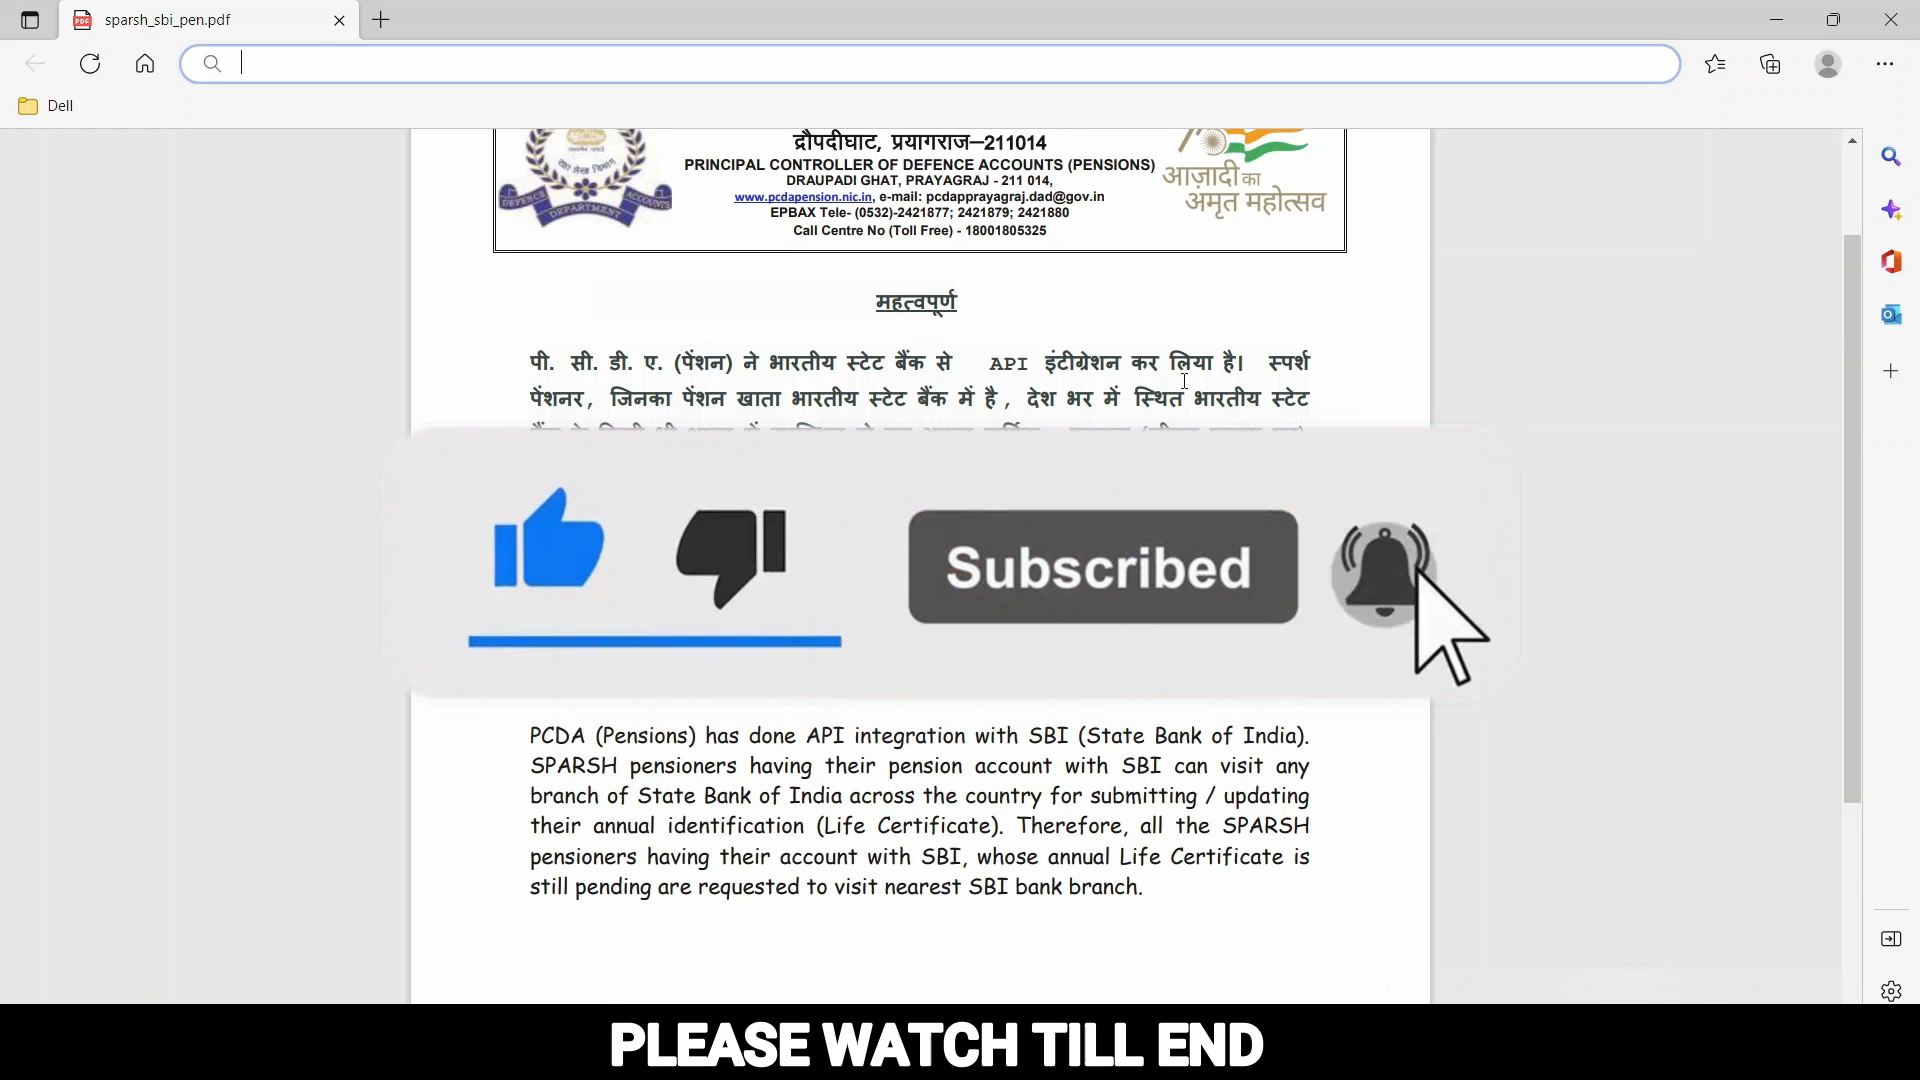 sparsh_sbi_pen.pdf
Dell
द्रौपदीघाट, प्रयागराज–211014
PRINCIPAL CONTROLLER OF DEFENCE ACCOUNTS (PENSIONS)
DRAUPADI GHAT, PRAYAGRAJ - 211 014,
www.pcdapension.nic.in, e-mail: pcdapprayagraj.dad@gov.in
EPBAX Tele- (0532)-2421877; 2421879; 2421880
Call Centre No (Toll Free) - 18001805325
DEFENCE ACCOUNTS
DEPARTMENT
आज़ादी का
अमृत महोत्सव
महत्वपूर्ण
पी. सी. डी. ए. (पेंशन) ने भारतीय स्टेट बैंक से API इंटीग्रेशन कर लिया है। स्पर्श
पेंशनर, जिनका पेंशन खाता भारतीय स्टेट बैंक में है, देश भर में स्थित भारतीय स्टेट
Subscribed
PCDA (Pensions) has done API integration with SBI (State Bank of India).
SPARSH pensioners having their pension account with SBI can visit any
branch of State Bank of India across the country for submitting / updating
their annual identification (Life Certificate). Therefore, all the SPARSH
pensioners having their account with SBI, whose annual Life Certificate is
still pending are requested to visit nearest SBI bank branch.
PLEASE WATCH TILL END